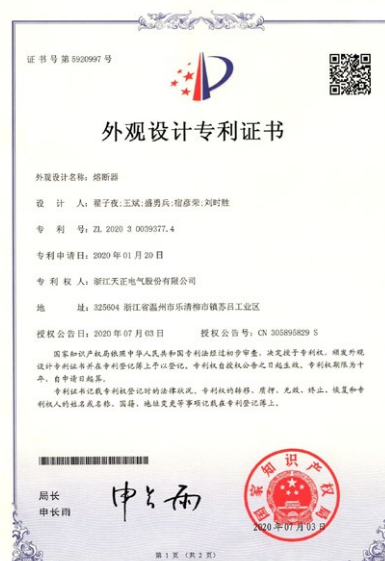 证书号第5920997号
外观设计专利证书
外观设计名称：熔断器
设 计 人：翟子夜;王斌;盛勇兵;宿彦荣;刘时胜
专 利 号：ZL 2020 3 0039377.4
专利申请日：2020年01月20日
专 利 权 人：浙江天正电气股份有限公司
地 址：325604 浙江省温州市乐清柳市镇苏吕工业区
授权公告日：2020年07月03日 授权公告号：CN 305895829 S
国家知识产权局依照中华人民共和国专利法经过初步审查，决定授予专利权，颁发外观
设计专利证书并在专利登记簿上予以登记。专利权自授权公告之日起生效。专利权期限为十
年，自申请日起算。
专利证书记载专利权登记时的法律状况。专利权的转移、质押、无效、终止、恢复和专
利权人的姓名或名称、国籍、地址变更等事项记载在专利登记簿上。
局长
申长雨
申长雨
国家知识产权局
2020年07月03日
第 1 页 （共 2 页）